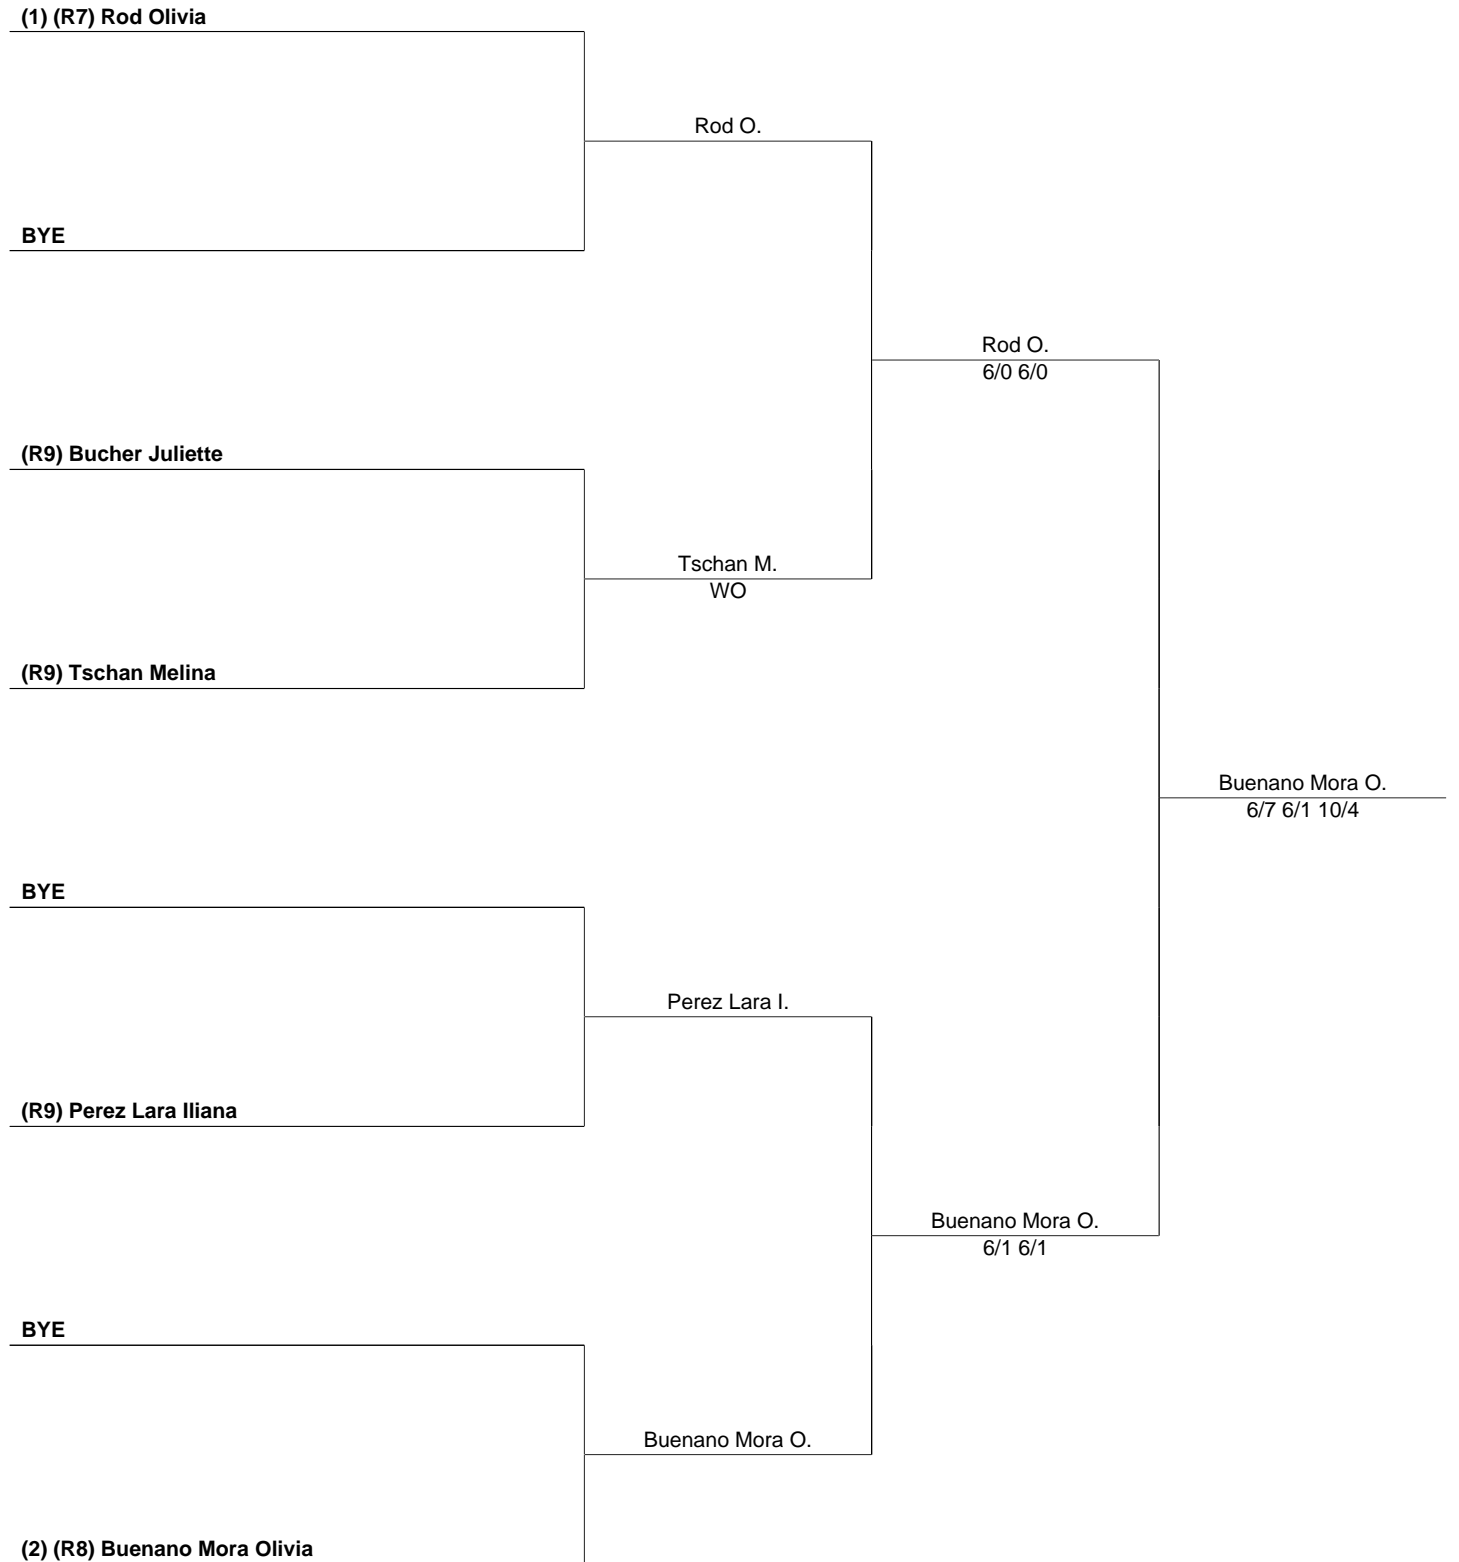 (1) (R7) Rod Olivia
Rod O.
BYE
Rod O.
6/0 6/0
(R9) Bucher Juliette
Tschan M.
WO
(R9) Tschan Melina
Buenano Mora O.
6/7 6/1 10/4
BYE
Perez Lara I.
(R9) Perez Lara Iliana
Buenano Mora O.
6/1 6/1
BYE
Buenano Mora O.
(2) (R8) Buenano Mora Olivia